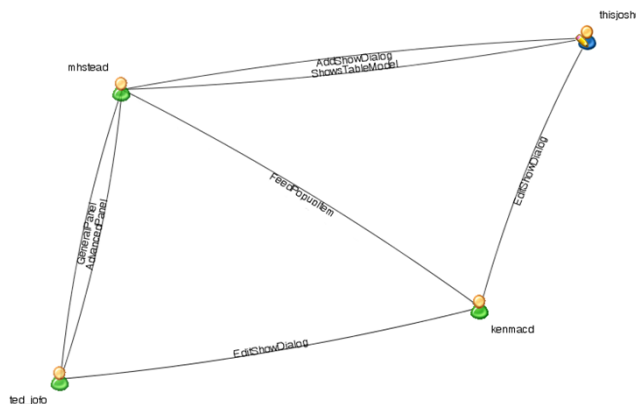 thisjosh
mhstead
AddShowDialog
ShowsTableModel
EditShowDialog
FeedPopupItem
GeneralPanel
AdvancedPanel
kenmacd
EditShowDialog
ted_jofo